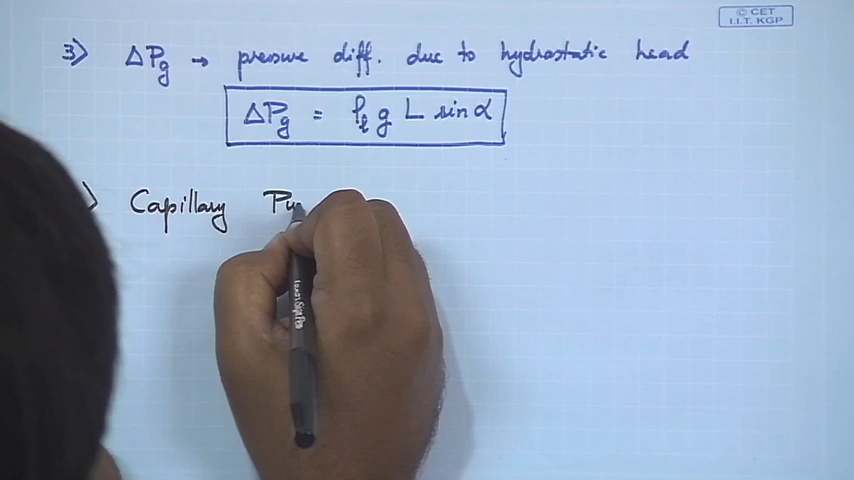 © CET
I.I.T. KGP
3) ΔPg → pressure diff. due to hydrostatic head
ΔPg = ρℓ g L sin α
) Capillary